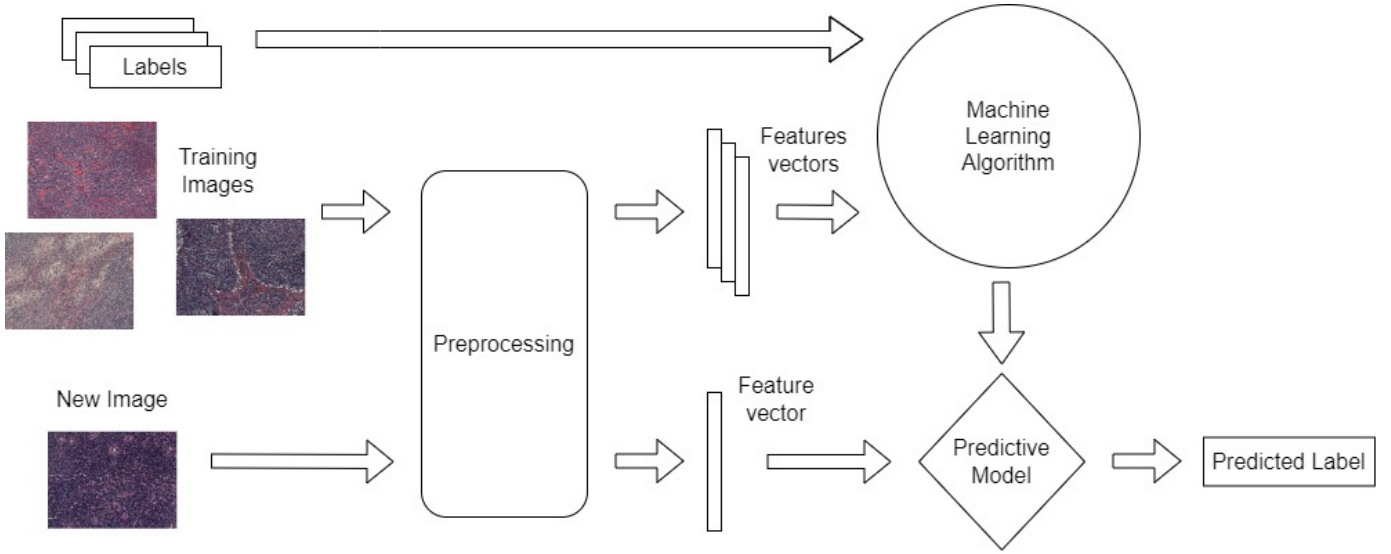 Labels
Training
Images
Features
vectors
Machine
Learning
Algorithm
Preprocessing
New Image
Feature
vector
Predictive
Model
Predicted Label